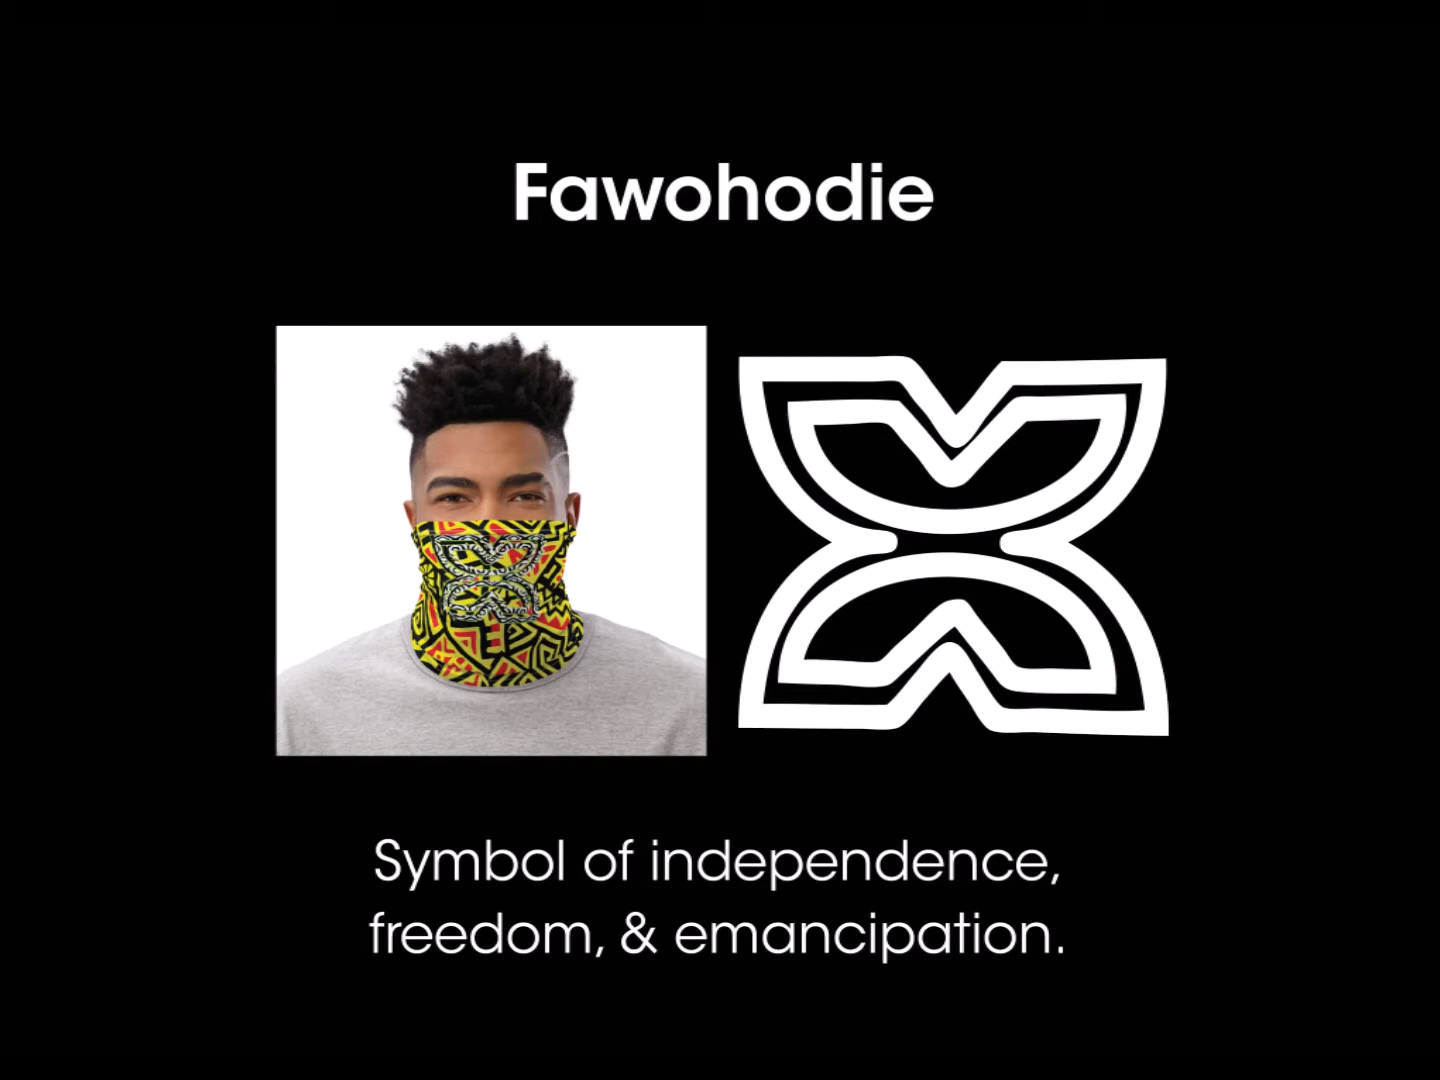 Fawohodie
Symbol of independence,
freedom, & emancipation.